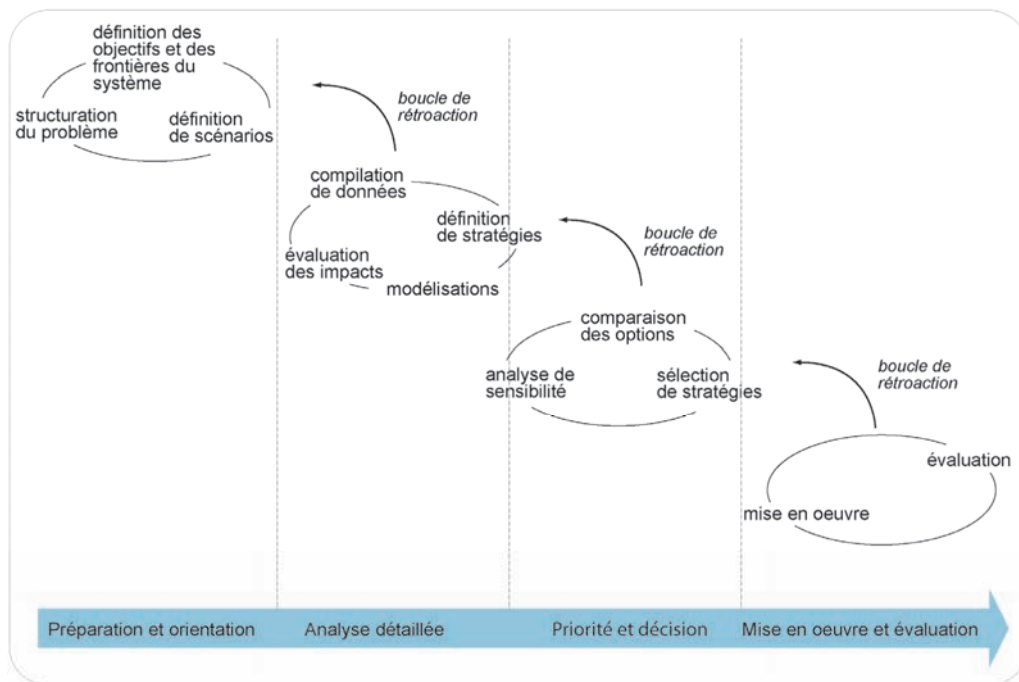 définition des
objectifs et des
frontières du
système
structuration
du problème
définition
de scénarios
boucle de
rétroaction
compilation
de données
définition
de stratégies
évaluation
des impacts
modélisations
boucle de
rétroaction
comparaison
des options
analyse de
sensibilité
sélection
de stratégies
boucle de
rétroaction
évaluation
mise en oeuvre
Préparation et orientation
Analyse détaillée
Priorité et décision
Mise en oeuvre et évaluation